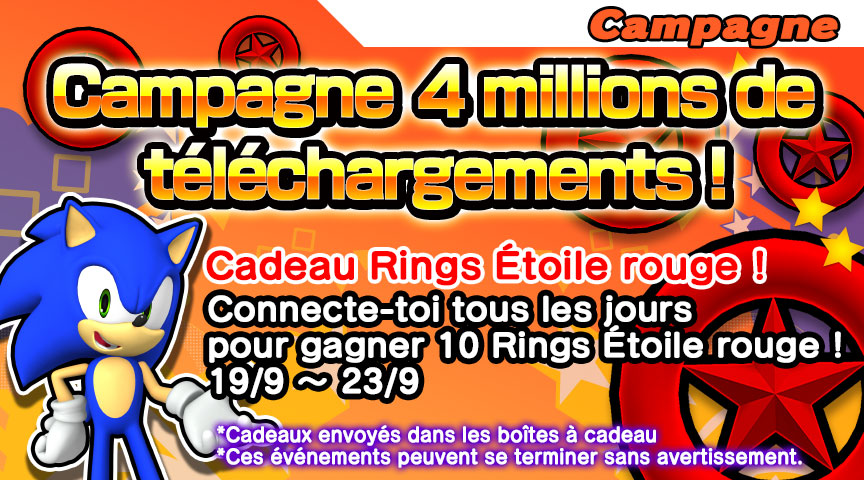 Campagne
Campagne 4 millions de
téléchargements !
Cadeau Rings Étoile rouge !
Connecte-toi tous les jours
pour gagner 10 Rings Étoile rouge !
19/9 ～ 23/9
*Cadeaux envoyés dans les boîtes à cadeau
*Ces événements peuvent se terminer sans avertissement.